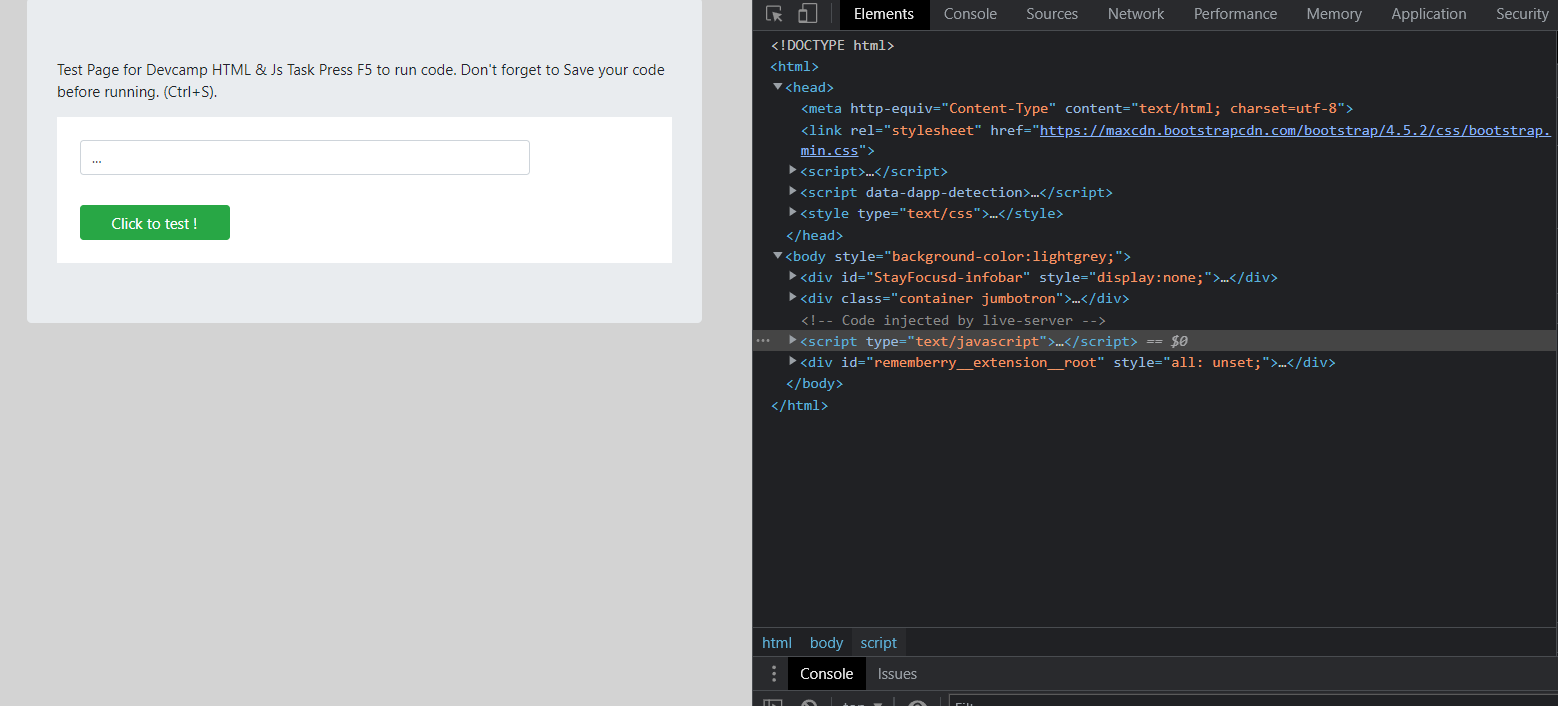 Test Page for Devcamp HTML & Js Task Press F5 to run code. Don't forget to Save your code
before running. (Ctrl+S).
...
Click to test !
Elements Console Sources Network Performance Memory Application Security
<!DOCTYPE html>
<html>
<head>
<meta http-equiv="Content-Type" content="text/html; charset=utf-8">
<link rel="stylesheet" href="https://maxcdn.bootstrapcdn.com/bootstrap/4.5.2/css/bootstrap.
min.css">
<script>…</script>
<script data-dapp-detection>…</script>
<style type="text/css">…</style>
</head>
<body style="background-color:lightgrey;">
<div id="StayFocusd-infobar" style="display:none;">…</div>
<div class="container jumbotron">…</div>
<!-- Code injected by live-server -->
<script type="text/javascript">…</script> == $0
<div id="rememberry__extension__root" style="all: unset;">…</div>
</body>
</html>
html body script
Console Issues